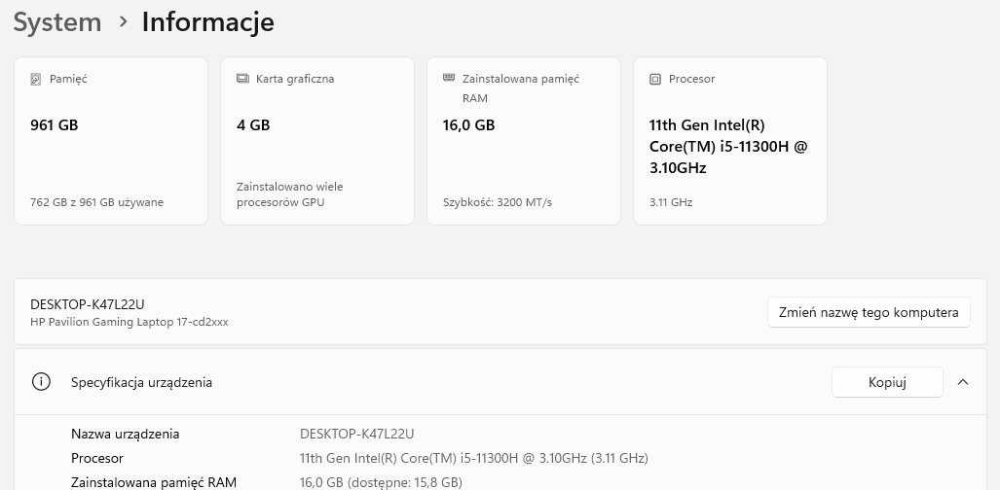 System > Informacje
Pamięć
961 GB
762 GB z 961 GB używane
Karta graficzna
4 GB
Zainstalowano wiele
procesorów GPU
Zainstalowana pamięć
RAM
16,0 GB
Szybkość: 3200 MT/s
Procesor
11th Gen Intel(R)
Core(TM) i5-11300H @
3.10GHz
3.11 GHz
DESKTOP-K47L22U
HP Pavilion Gaming Laptop 17-cd2xxx
Zmień nazwę tego komputera
Specyfikacja urządzenia
Kopiuj
Nazwa urządzenia DESKTOP-K47L22U
Procesor 11th Gen Intel(R) Core(TM) i5-11300H @ 3.10GHz (3.11 GHz)
Zainstalowana pamięć RAM 16,0 GB (dostępne: 15,8 GB)